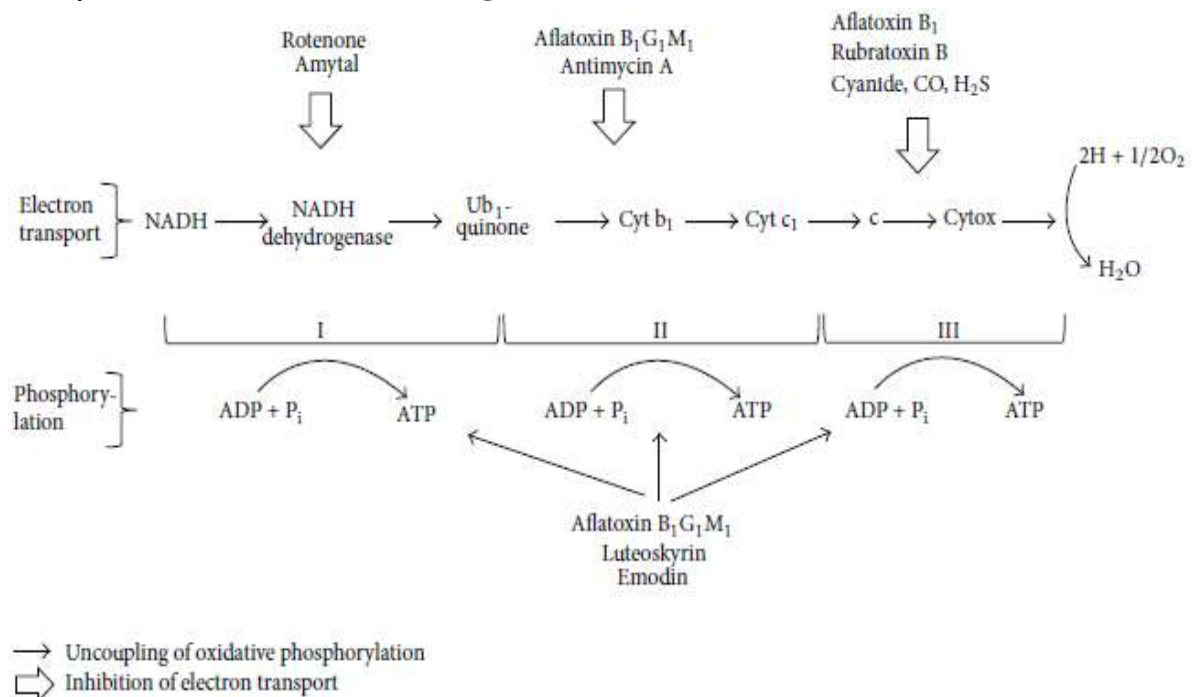 Rotenone
Amytal
Aflatoxin B₁G₁M₁
Antimycin A
Aflatoxin B₁
Rubratoxin B
Cyanide, CO, H₂S
Electron
transport
NADH
NADH
dehydrogenase
Ub₁-
quinone
Cyt b₁
Cyt c₁
c
Cytox
2H + 1/2O₂
H₂O
I
II
III
Phosphory-
lation
ADP + Pᵢ
ATP
ADP + Pᵢ
ATP
ADP + Pᵢ
ATP
Aflatoxin B₁G₁M₁
Luteoskyrin
Emodin
Uncoupling of oxidative phosphorylation
Inhibition of electron transport